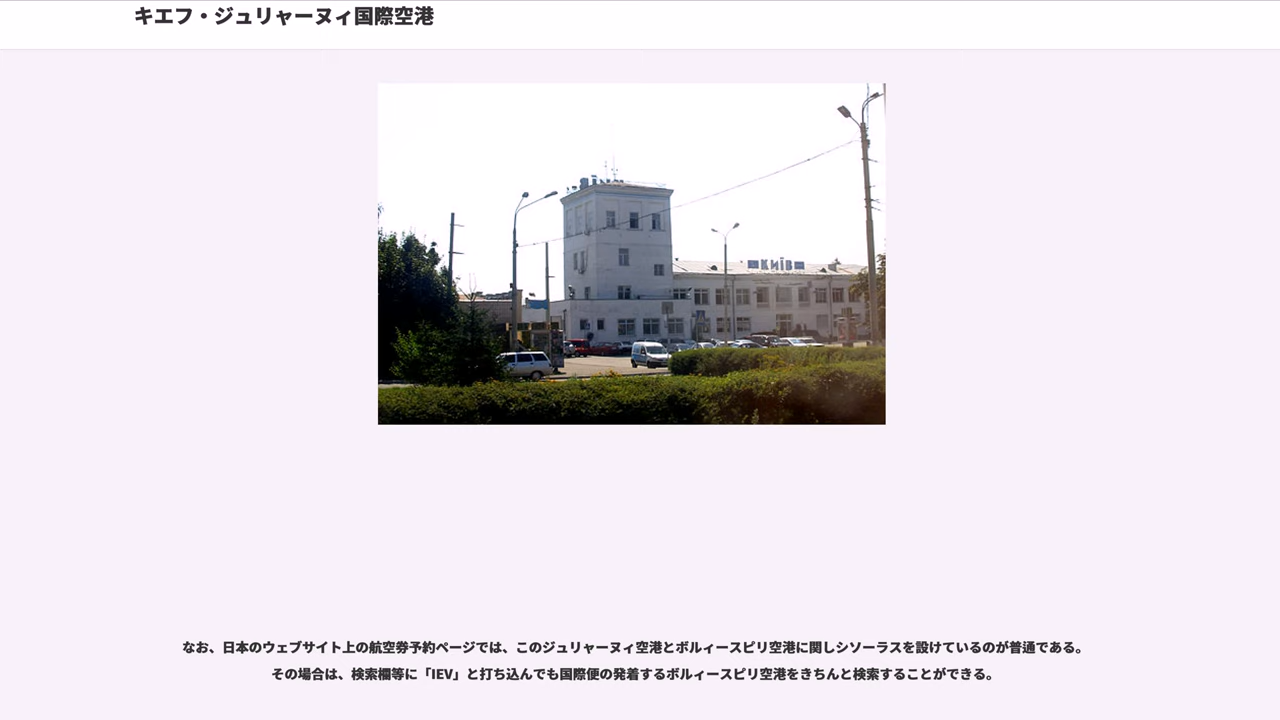 キエフ・ジュリャーヌィ国際空港
КИЇВ
なお、日本のウェブサイト上の航空券予約ページでは、このジュリャーヌィ空港とボルィースピリ空港に関しシソーラスを設けているのが普通である。
その場合は、検索欄等に「IEV」と打ち込んでも国際便の発着するボルィースピリ空港をきちんと検索することができる。